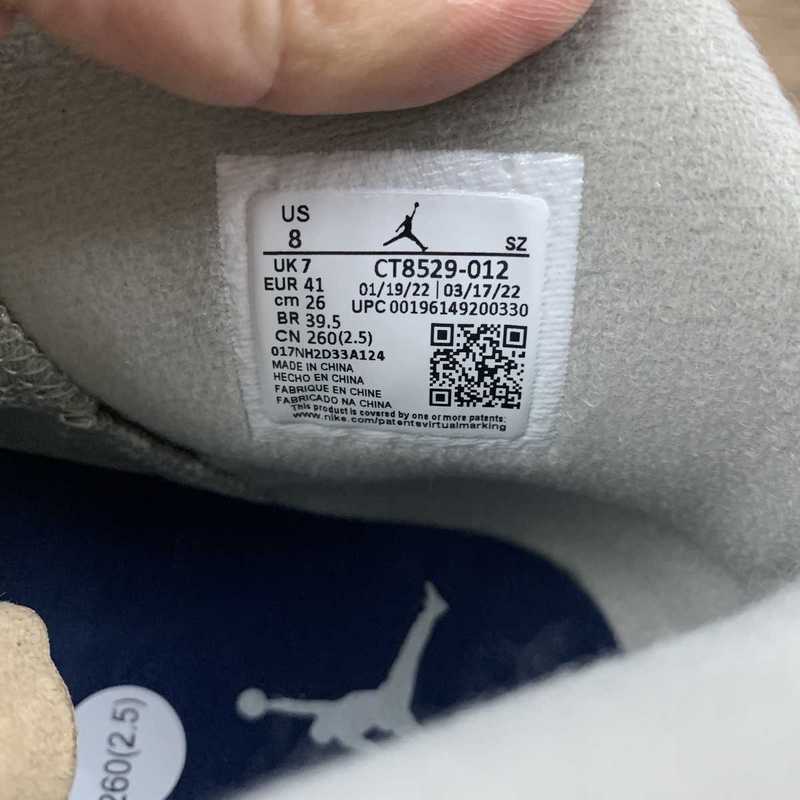 US
8
SZ
UK 7
EUR 41
cm 26
BR 39.5
CN 260(2.5)
CT8529-012
01/19/22 | 03/17/22
UPC 00196149200330
017NH2D33A124
MADE IN CHINA
HECHO EN CHINA
FABRIQUE EN CHINE
FABRICADO NA CHINA
This product is covered by one or more patents.
www.nike.com/patentsvirtualmarking
260(2.5)